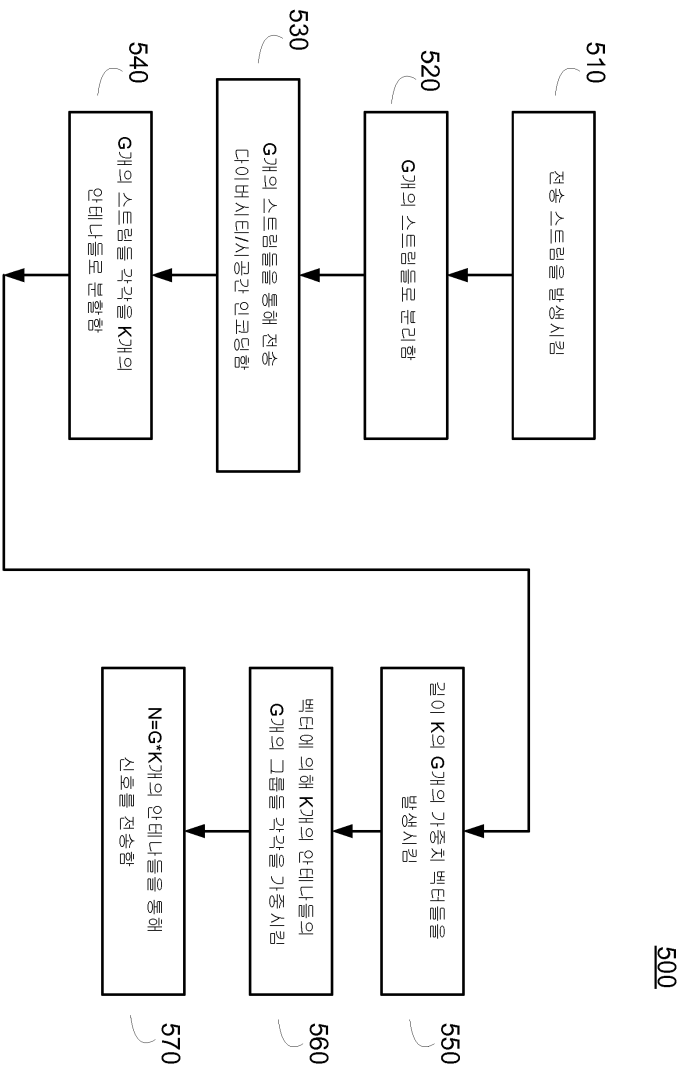 500
510
전송 스트림을 발생시킴
520
G개의 스트림들로 분리함
530
G개의 스트림들을 통해 전송
다이버시티/시공간 인코딩함
540
G개의 스트림들 각각을 K개의
안테나들로 분할함
550
길이 K의 G개의 가중치 벡터들을
발생시킴
560
벡터에 의해 K개의 안테나들의
G개의 그룹들 각각을 가중시킴
570
N=G*K개의 안테나들을 통해
신호를 전송함